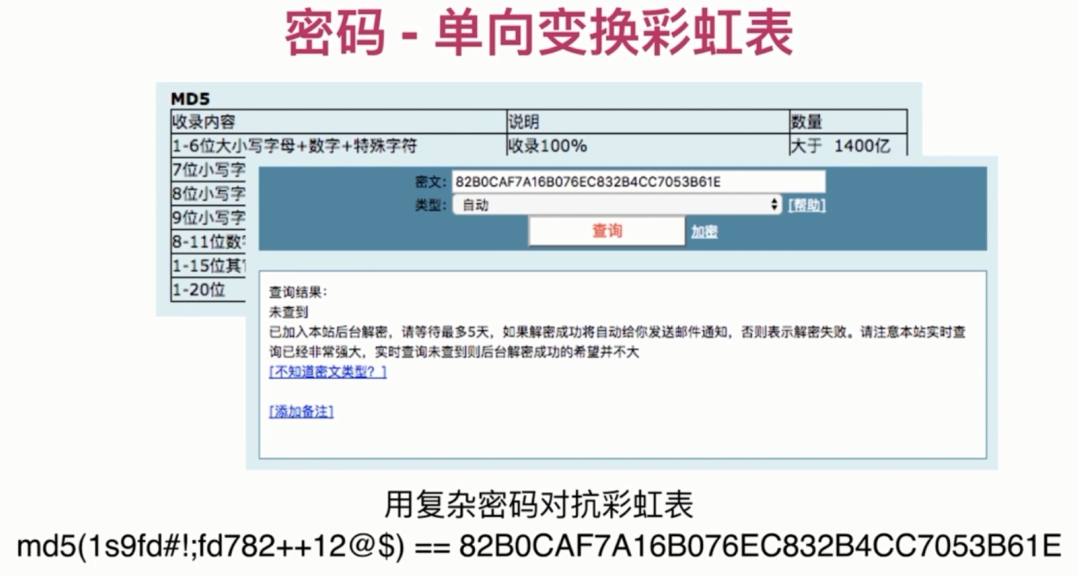 密码 - 单向变换彩虹表
MD5
收录内容 说明 数量
1-6位大小写字母+数字+特殊字符 收录100% 大于 1400亿
7位小写字
8位小写字
9位小写字
8-11位数
1-15位其
1-20位
密文: 82B0CAF7A16B076EC832B4CC7053B61E
类型: 自动 [帮助]
查询 加密
查询结果:
未查到
已加入本站后台解密，请等待最多5天，如果解密成功将自动给你发送邮件通知，否则表示解密失败。请注意本站实时查
询已经非常强大，实时查询未查到则后台解密成功的希望并不大
[不知道密文类型？]
[添加备注]
用复杂密码对抗彩虹表
md5(1s9fd#!;fd782++12@$) == 82B0CAF7A16B076EC832B4CC7053B61E